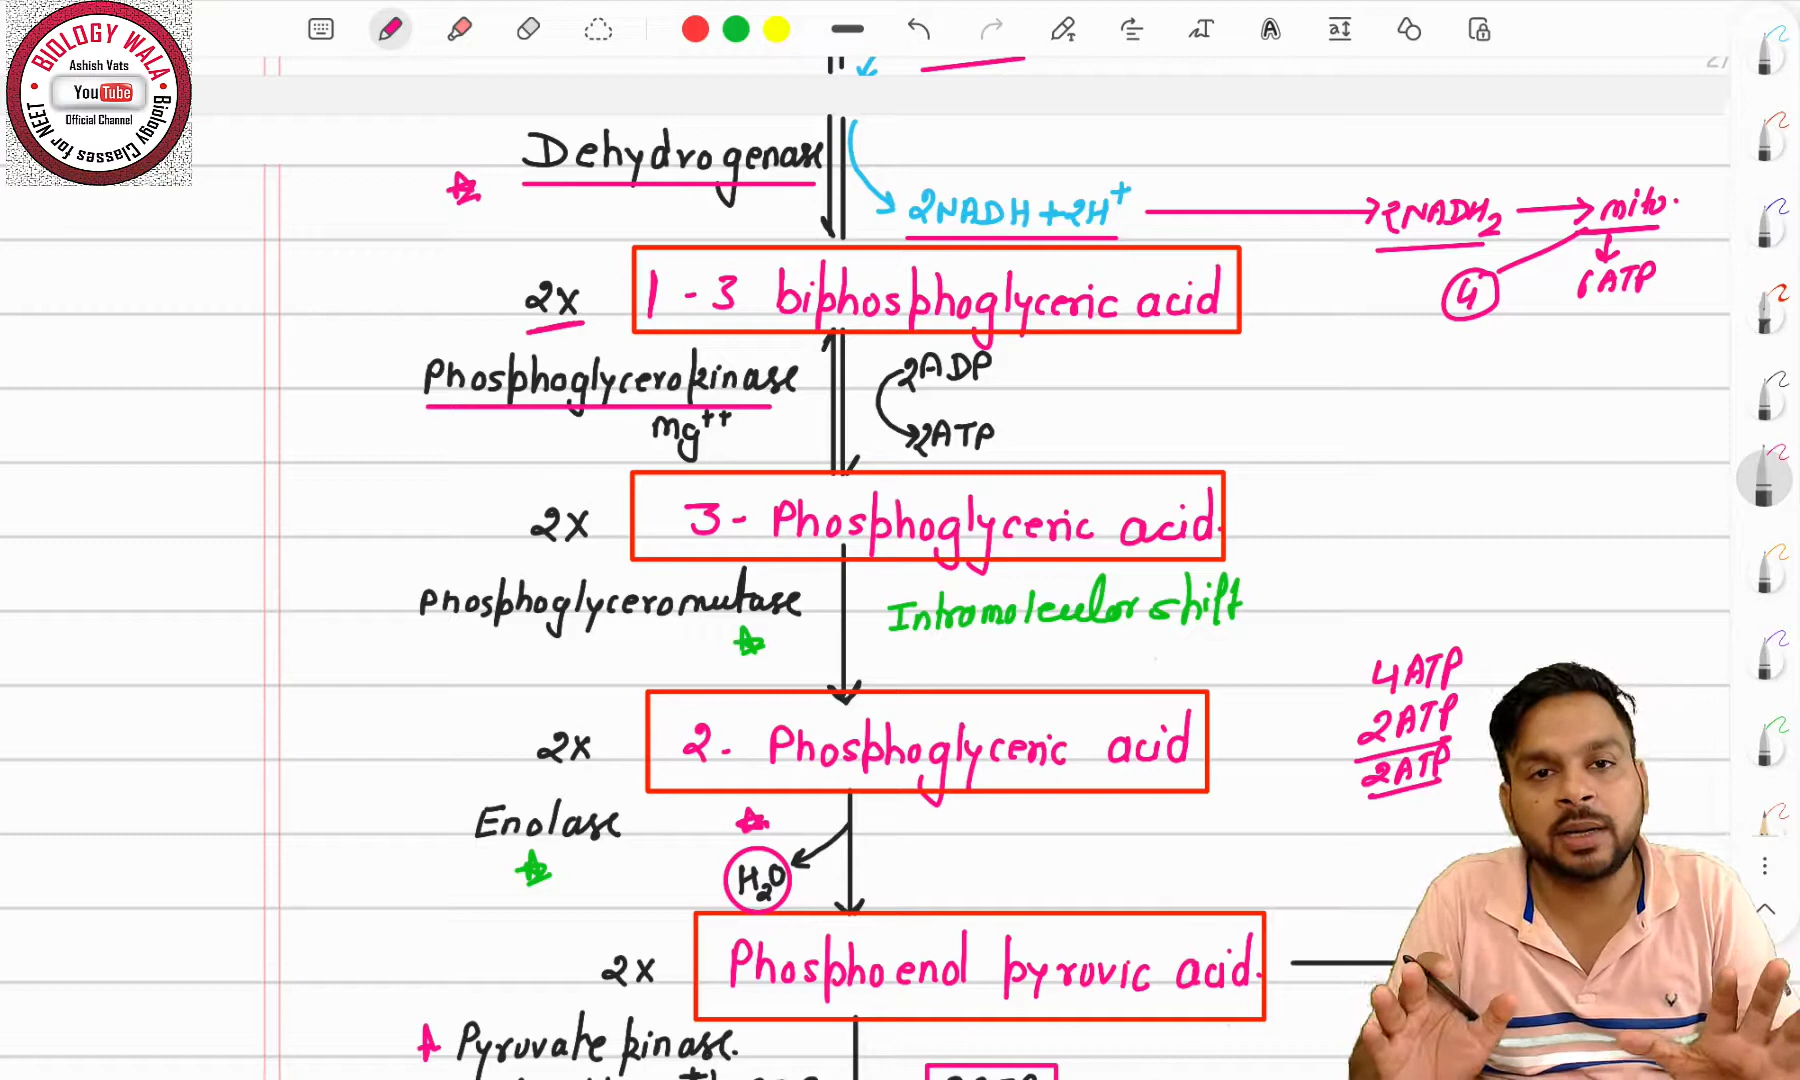 BIOLOGY WALA
Ashish Vats
YouTube
Official Channel
Biology Classes for NEET
Dehydrogenase
2NADH + 2H+
2NADH2
mito.
6ATP
4
2x
1 - 3 biphosphoglyceric acid
Phosphoglycerokinase
mg++
2ADP
2ATP
2X
3 - Phosphoglyceric acid.
Phosphoglyceromutase
Intromoleculor shift
4ATP
2ATP
2ATP
2x
2 - Phosphoglyceric acid
Enolase
H2O
2x
Phosphoenol pyruvic acid.
Pyruvate kinase.